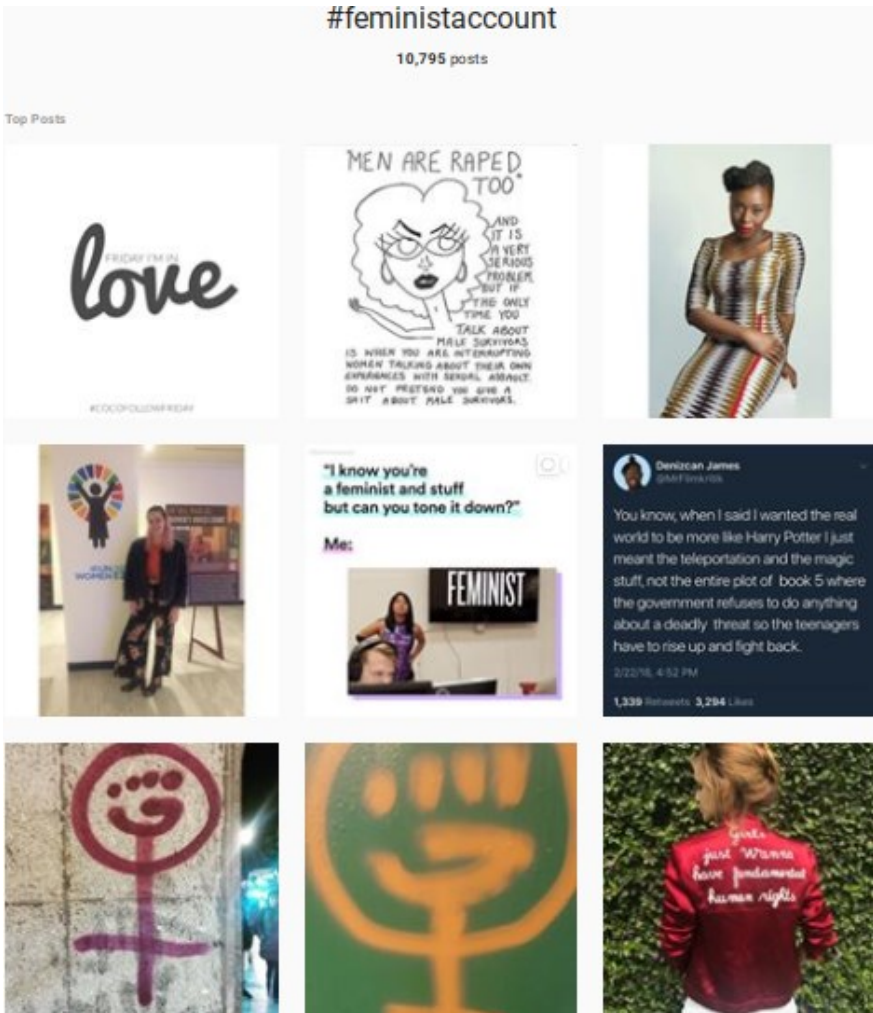 #feministaccount
10,795 posts
Top Posts
FRIDAY I'M IN
love
#COCOFOLLOWFRIDAY
"MEN ARE RAPED
TOO"
AND
IT IS
A VERY
SERIOUS
PROBLEM
BUT IF
THE ONLY
TIME YOU
TALK ABOUT
MALE SURVIVORS
IS WHEN YOU ARE INTERRUPTING
WOMEN TALKING ABOUT THEIR OWN
EXPERIENCES WITH SEXUAL ASSAULT
DO NOT PRETEND YOU GIVE A
SHIT ABOUT MALE SURVIVORS.
"I know you're
a feminist and stuff
but can you tone it down?"
Me:
FEMINIST
Denizcan James
@MrFilmkritik
You know, when I said I wanted the real
world to be more like Harry Potter I just
meant the teleportation and the magic
stuff, not the entire plot of book 5 where
the government refuses to do anything
about a deadly threat so the teenagers
have to rise up and fight back.
2/22/18, 4:52 PM
1,339 Retweets 3,294 Likes
Girls
just Wanna
have fundamental
human rights